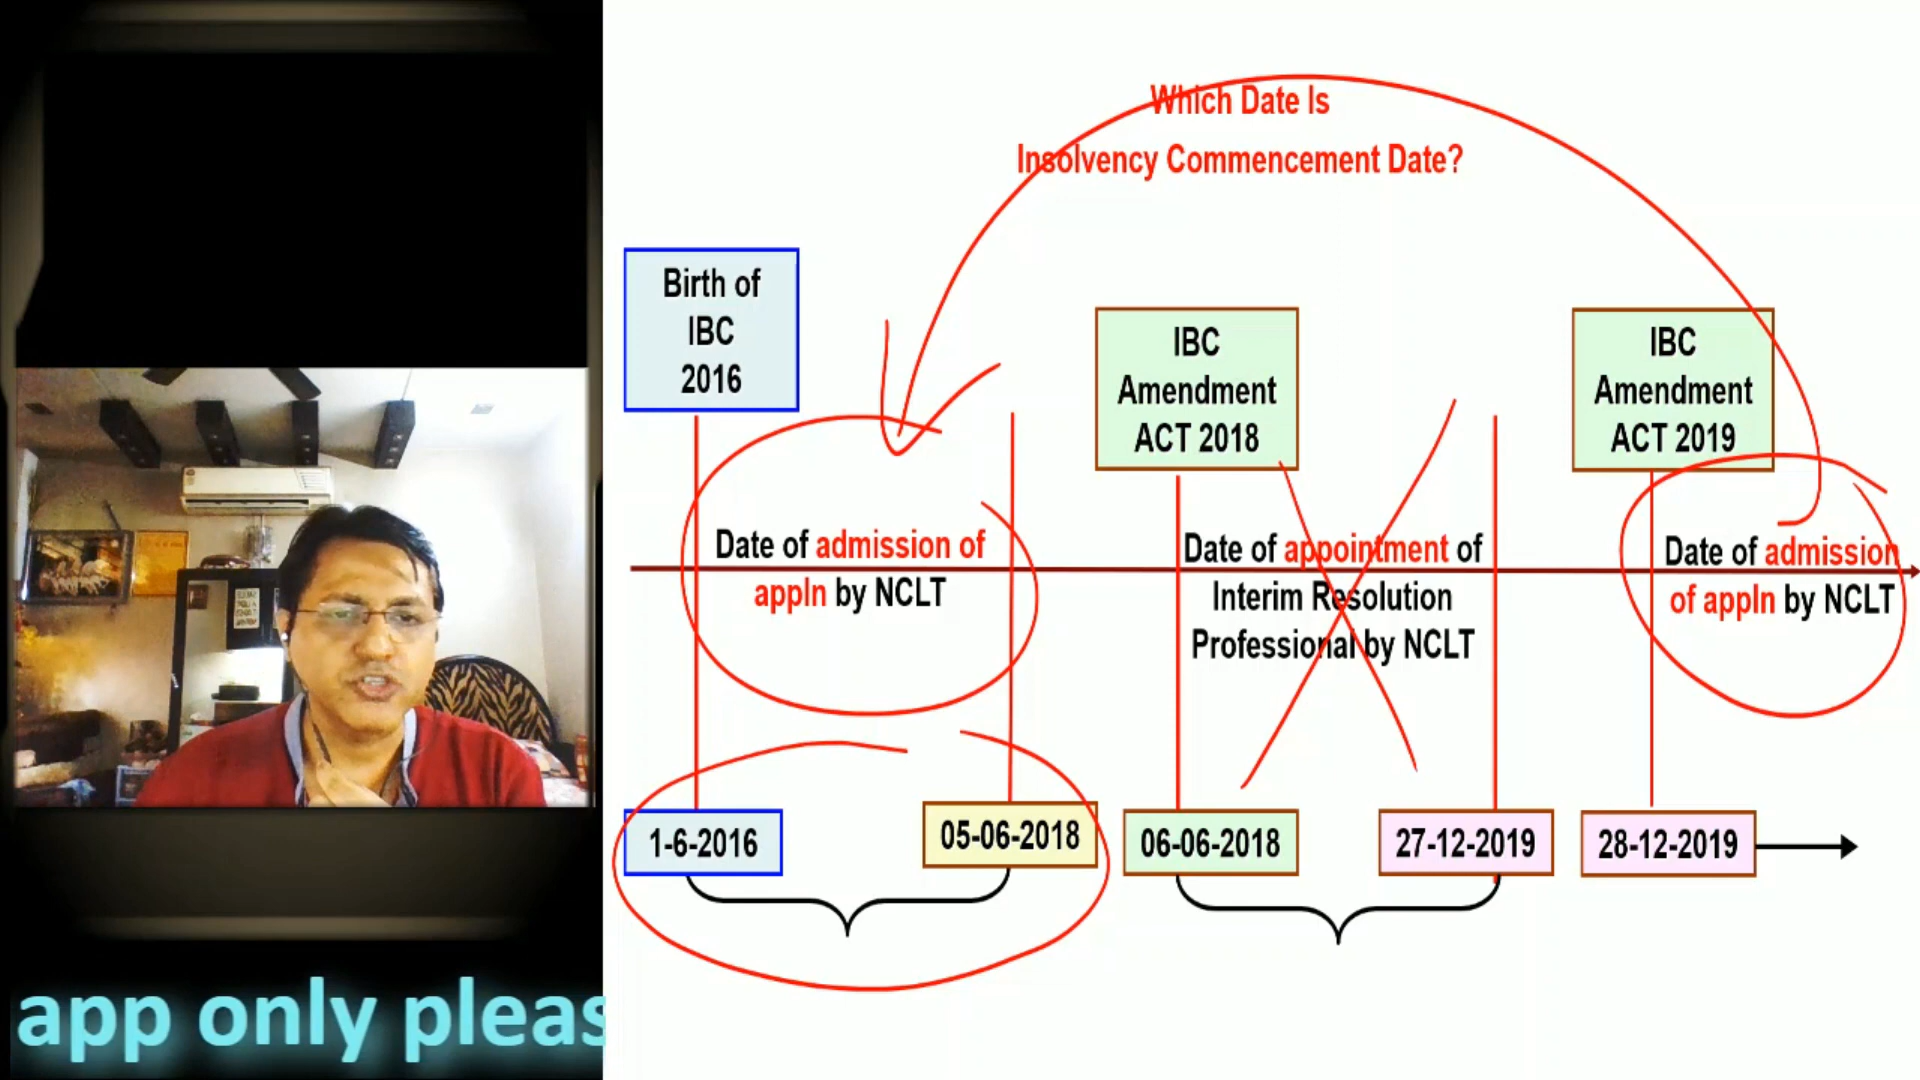 Which Date Is
Insolvency Commencement Date?
Birth of
IBC
2016
IBC
Amendment
ACT 2018
IBC
Amendment
ACT 2019
Date of admission of
appln by NCLT
Date of appointment of
Interim Resolution
Professional by NCLT
Date of admission
of appln by NCLT
1-6-2016
05-06-2018
06-06-2018
27-12-2019
28-12-2019
app only pleas